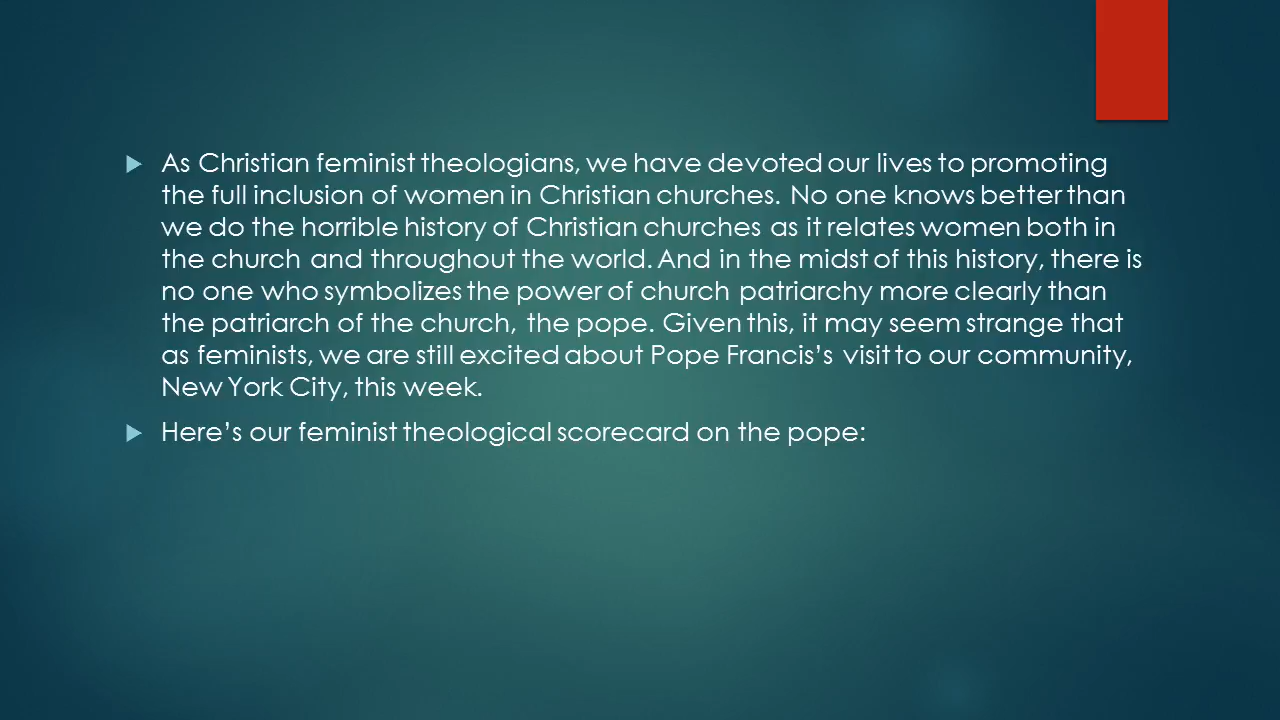 As Christian feminist theologians, we have devoted our lives to promoting
the full inclusion of women in Christian churches. No one knows better than
we do the horrible history of Christian churches as it relates women both in
the church and throughout the world. And in the midst of this history, there is
no one who symbolizes the power of church patriarchy more clearly than
the patriarch of the church, the pope. Given this, it may seem strange that
as feminists, we are still excited about Pope Francis’s visit to our community,
New York City, this week.
Here’s our feminist theological scorecard on the pope: